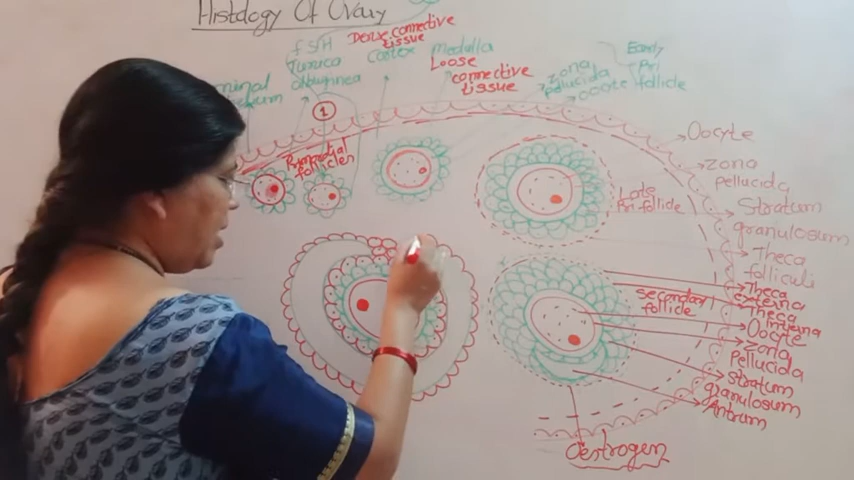 Histology Of Ovary
FSH
Tunica
albuginea
Dense connective
tissue
Cortex
Medulla
Loose
connective
tissue
zona
pellucida
oocyte
Early
Pri
follicle
1
Primordial
follicles
Late
Pri follicle
Oocyte
zona
pellucida
Stratum
granulosum
Theca
folliculi
Theca
externa
Theca
interna
Oocyte
zona
pellucida
stratum
granulosum
Antrum
secondary
follicle
Oestrogen